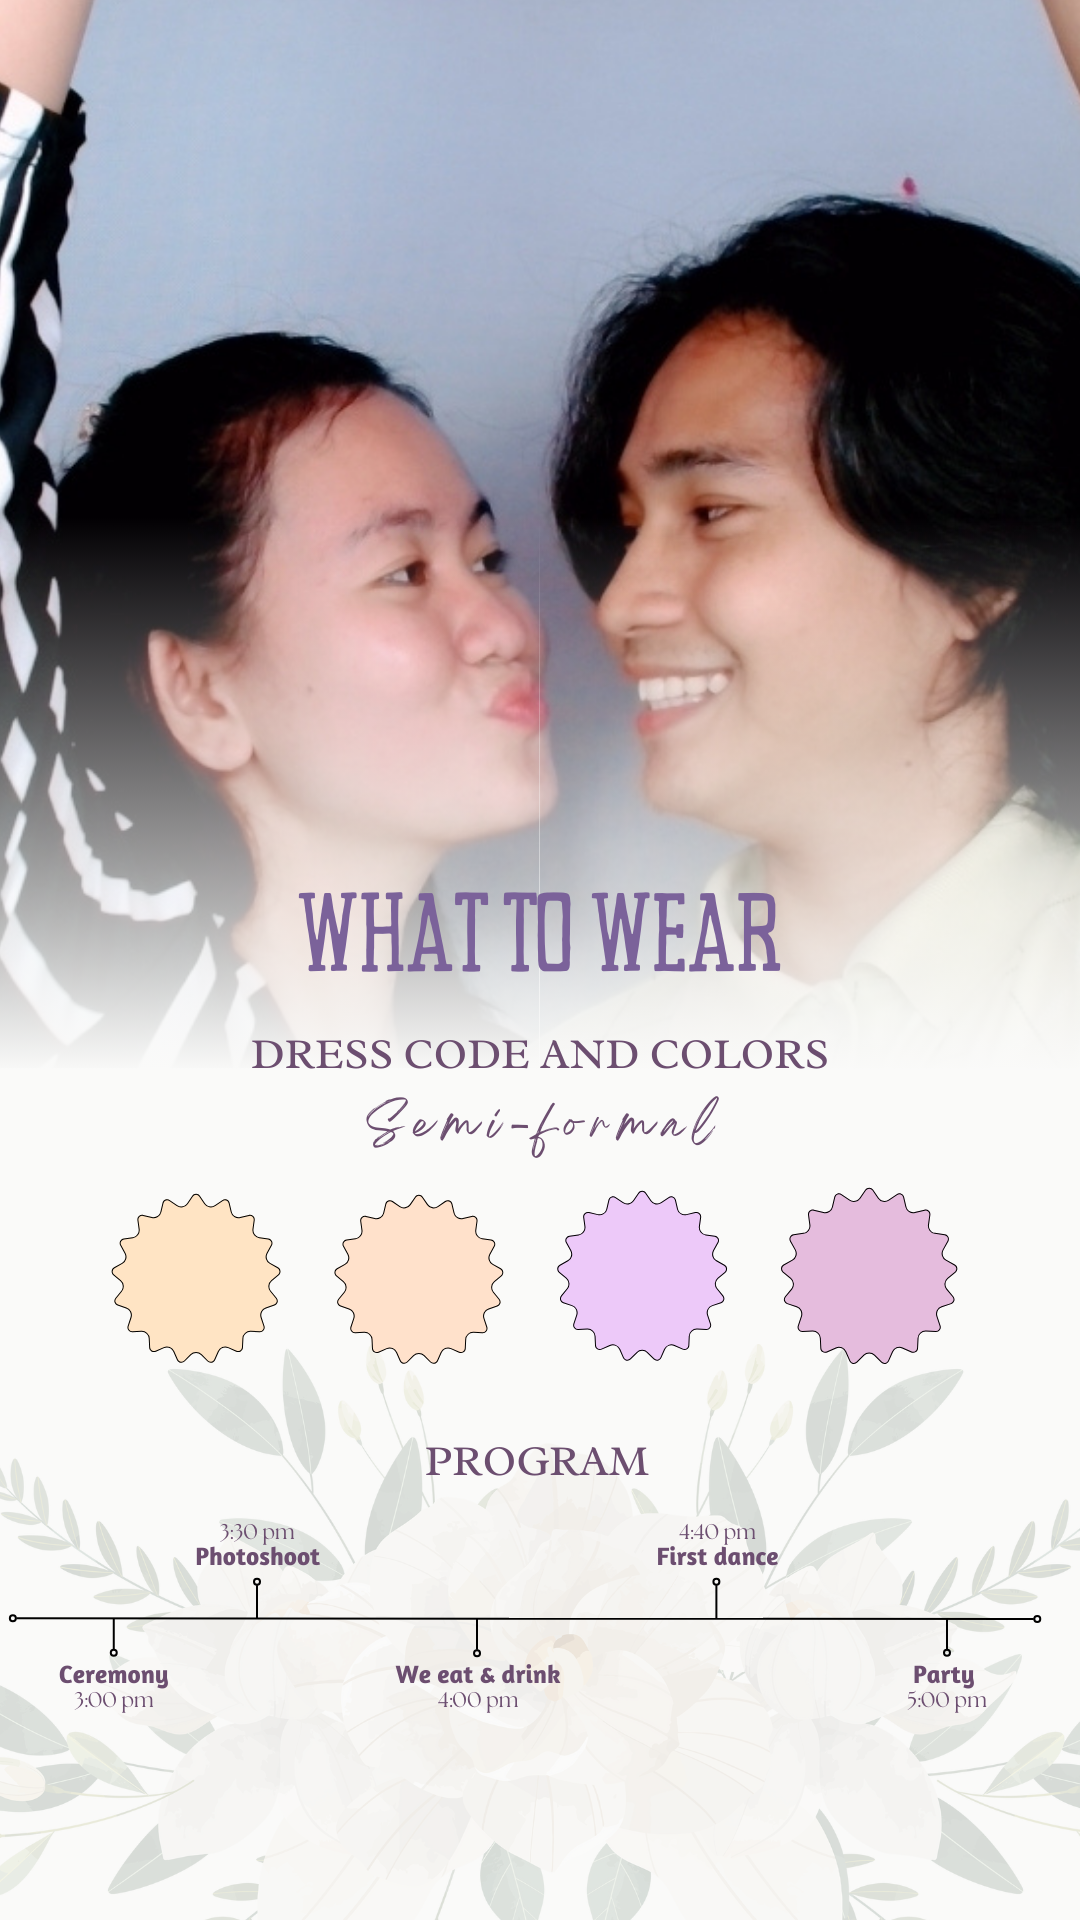 WHAT TO WEAR
DRESS CODE AND COLORS
Semi-formal
PROGRAM
3:30 pm
Photoshoot
4:40 pm
First dance
Ceremony
3:00 pm
We eat & drink
4:00 pm
Party
5:00 pm